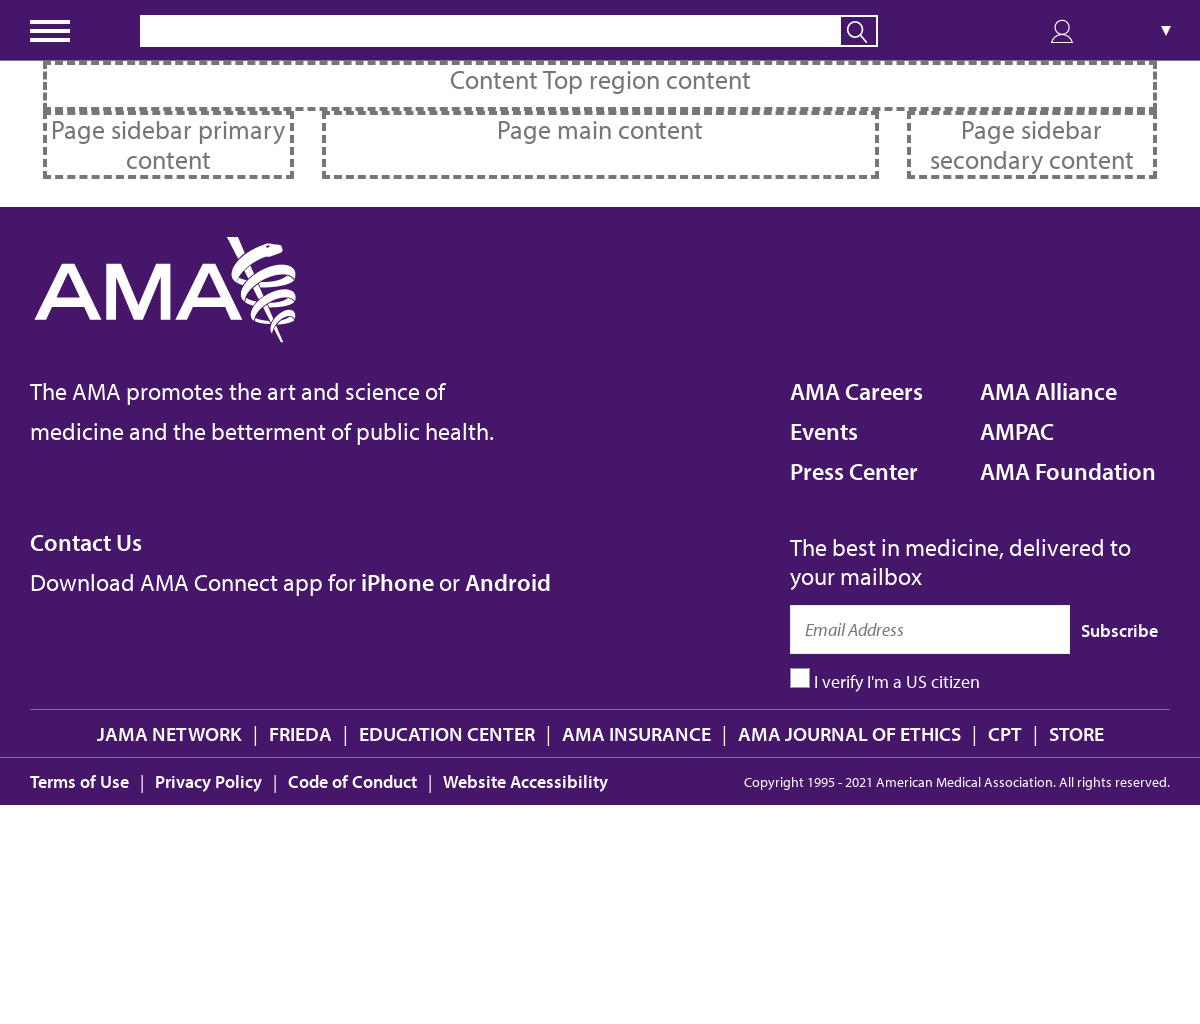 ▼
Content Top region content
Page sidebar primary
content
Page main content
Page sidebar
secondary content
AMA
The AMA promotes the art and science of
medicine and the betterment of public health.
AMA Careers
Events
Press Center
AMA Alliance
AMPAC
AMA Foundation
Contact Us
Download AMA Connect app for iPhone or Android
The best in medicine, delivered to
your mailbox
Email Address
Subscribe
I verify I'm a US citizen
JAMA NETWORK | FRIEDA | EDUCATION CENTER | AMA INSURANCE | AMA JOURNAL OF ETHICS | CPT | STORE
Terms of Use | Privacy Policy | Code of Conduct | Website Accessibility
Copyright 1995 - 2021 American Medical Association. All rights reserved.